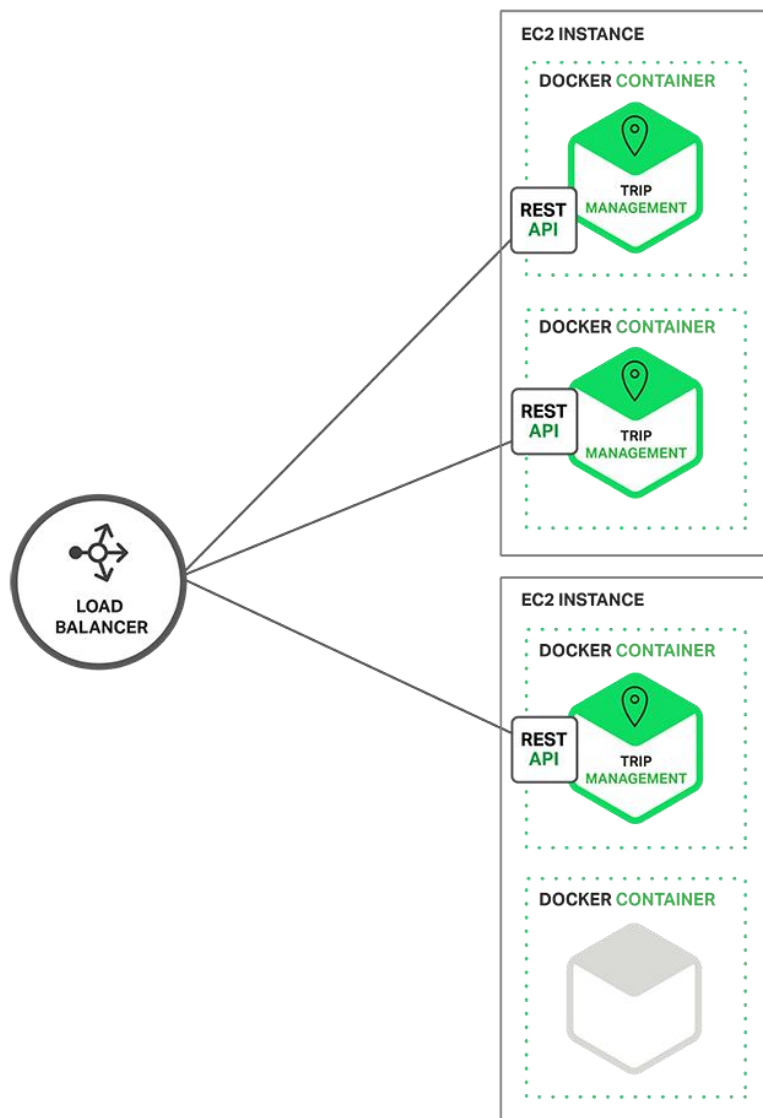 EC2 INSTANCE
DOCKER CONTAINER
TRIP
MANAGEMENT
REST
API
DOCKER CONTAINER
TRIP
MANAGEMENT
REST
API
LOAD
BALANCER
EC2 INSTANCE
DOCKER CONTAINER
TRIP
MANAGEMENT
REST
API
DOCKER CONTAINER